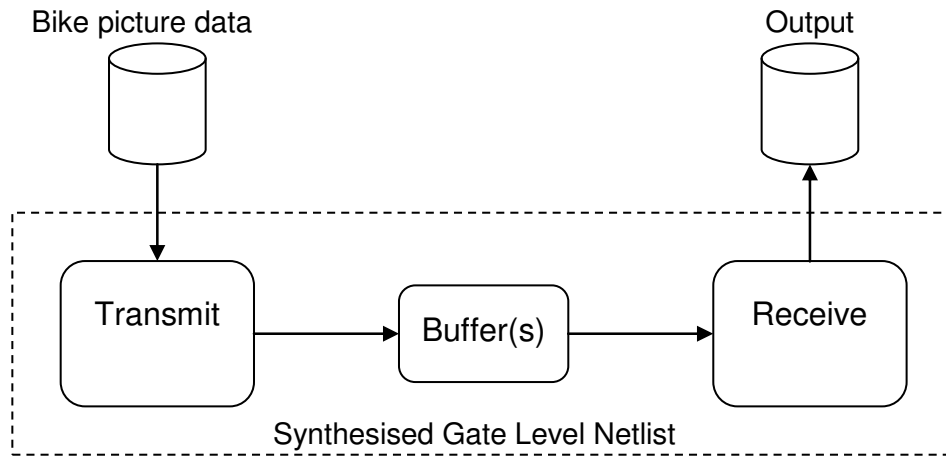 Bike picture data
Output
Transmit
Buffer(s)
Receive
Synthesised Gate Level Netlist